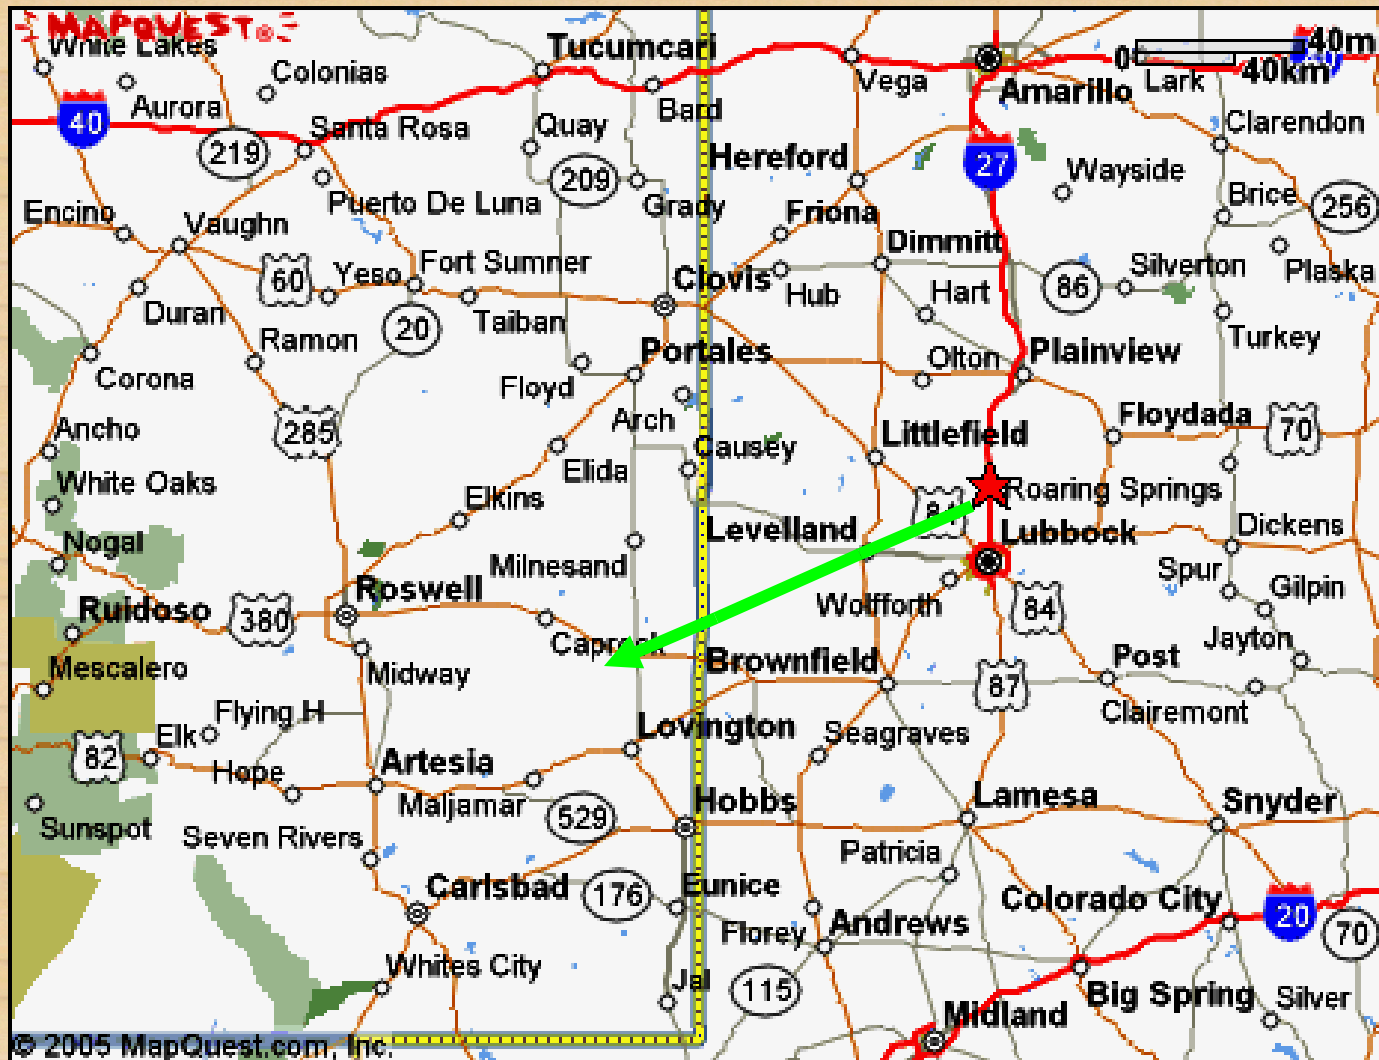 MAPQUEST®
White Lakes
Tucumcari
Vega
0
40m
40km
Lark
Colonias
Aurora
Bard
Amarillo
40
219
Santa Rosa
Quay
Clarendon
Hereford
27
Wayside
209
Puerto De Luna
Grady
Brice
256
Encino
Vaughn
Friona
Dimmitt
60
Yeso
Fort Sumner
Clovis
Hub
Hart
86
Silverton
Plaska
Duran
20
Taiban
Ramon
Portales
Olton
Plainview
Turkey
Corona
Floyd
Arch
Floydada
70
Ancho
285
Causey
Littlefield
Elida
White Oaks
Elkins
84
Roaring Springs
Levelland
Lubbock
Dickens
Nogal
Milnesand
Spur
Gilpin
Roswell
Ruidoso
380
Wolfforth
84
Caprock
Jayton
Mescalero
Midway
Brownfield
87
Post
Clairemont
Flying H
Lovington
Seagraves
Elk
82
Hope
Artesia
Maljamar
529
Hobbs
Lamesa
Snyder
Sunspot
Seven Rivers
Patricia
Carlsbad
176
Eunice
Colorado City
20
70
Florey
Andrews
Whites City
Jal
115
Big Spring
Silver
Midland
© 2005 MapQuest.com, Inc.